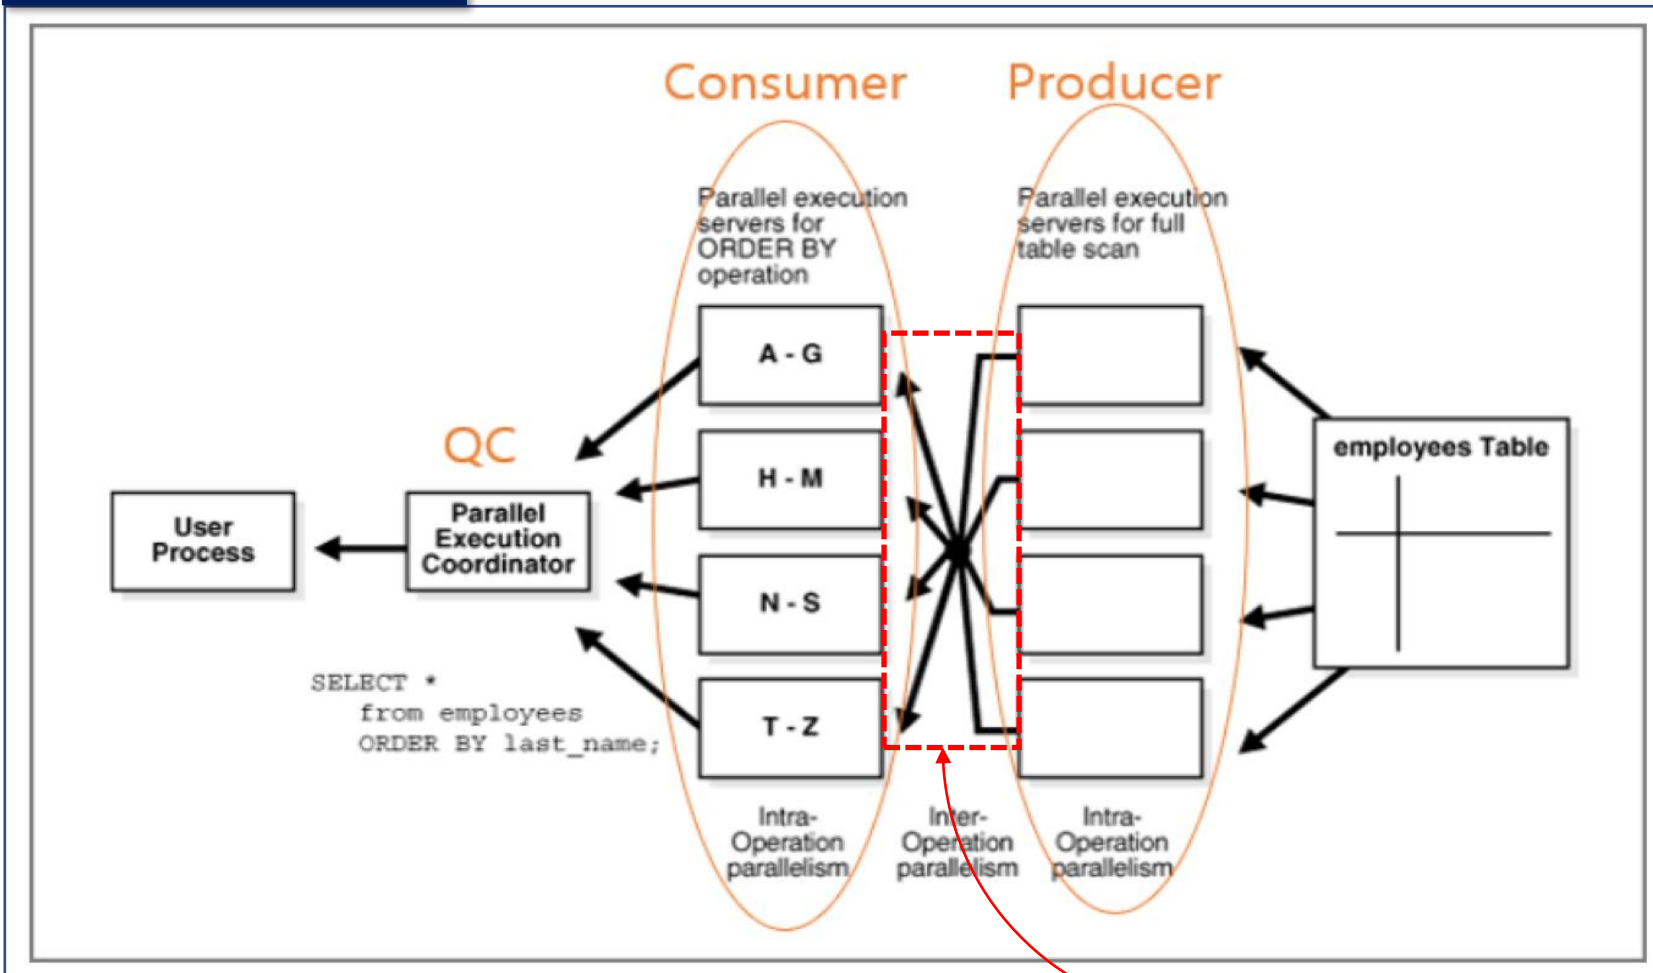 Consumer
Producer
Parallel execution
servers for
ORDER BY
operation
Parallel execution
servers for full
table scan
A - G
H - M
N - S
T - Z
QC
Parallel
Execution
Coordinator
User
Process
employees Table
SELECT *
from employees
ORDER BY last_name;
Intra-
Operation
parallelism
Inter-
Operation
parallelism
Intra-
Operation
parallelism